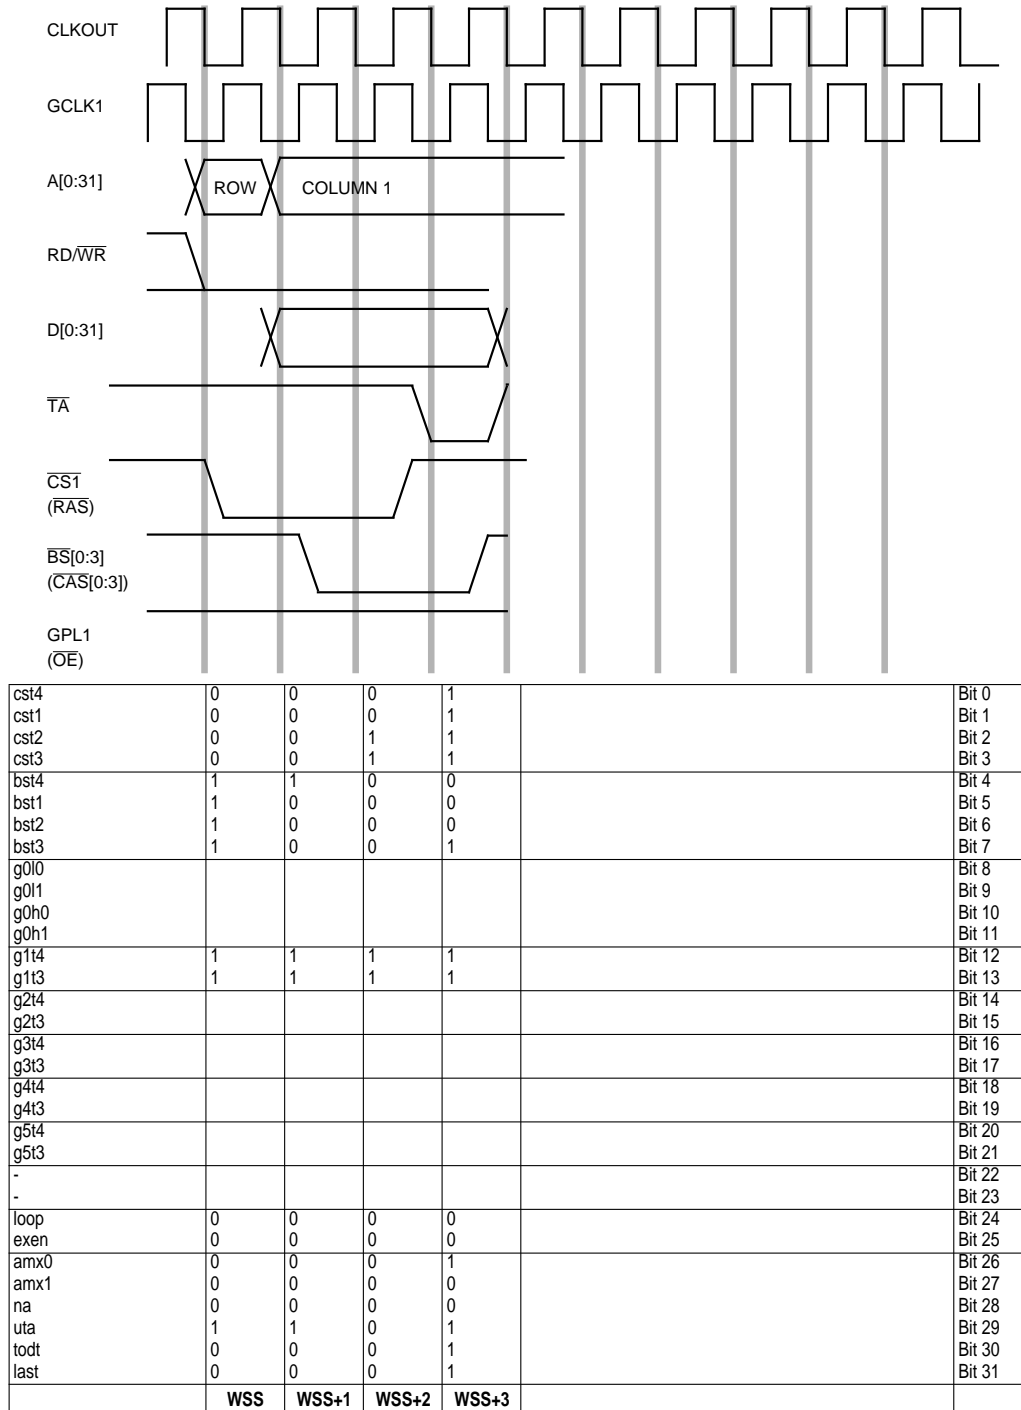 CLKOUT
GCLK1
A[0:31]
ROW
COLUMN 1
RD/WR
D[0:31]
TA
CS1
(RAS)
BS[0:3]
(CAS[0:3])
GPL1
(OE)
cst4 0 0 0 1 Bit 0
cst1 0 0 0 1 Bit 1
cst2 0 0 1 1 Bit 2
cst3 0 0 1 1 Bit 3
bst4 1 1 0 0 Bit 4
bst1 1 0 0 0 Bit 5
bst2 1 0 0 0 Bit 6
bst3 1 0 0 1 Bit 7
g0l0 Bit 8
g0l1 Bit 9
g0h0 Bit 10
g0h1 Bit 11
g1t4 1 1 1 1 Bit 12
g1t3 1 1 1 1 Bit 13
g2t4 Bit 14
g2t3 Bit 15
g3t4 Bit 16
g3t3 Bit 17
g4t4 Bit 18
g4t3 Bit 19
g5t4 Bit 20
g5t3 Bit 21
- Bit 22
- Bit 23
loop 0 0 0 0 Bit 24
exen 0 0 0 0 Bit 25
amx0 0 0 0 1 Bit 26
amx1 0 0 0 0 Bit 27
na 0 0 0 0 Bit 28
uta 1 1 0 1 Bit 29
todt 0 0 0 1 Bit 30
last 0 0 0 1 Bit 31
WSS WSS+1 WSS+2 WSS+3